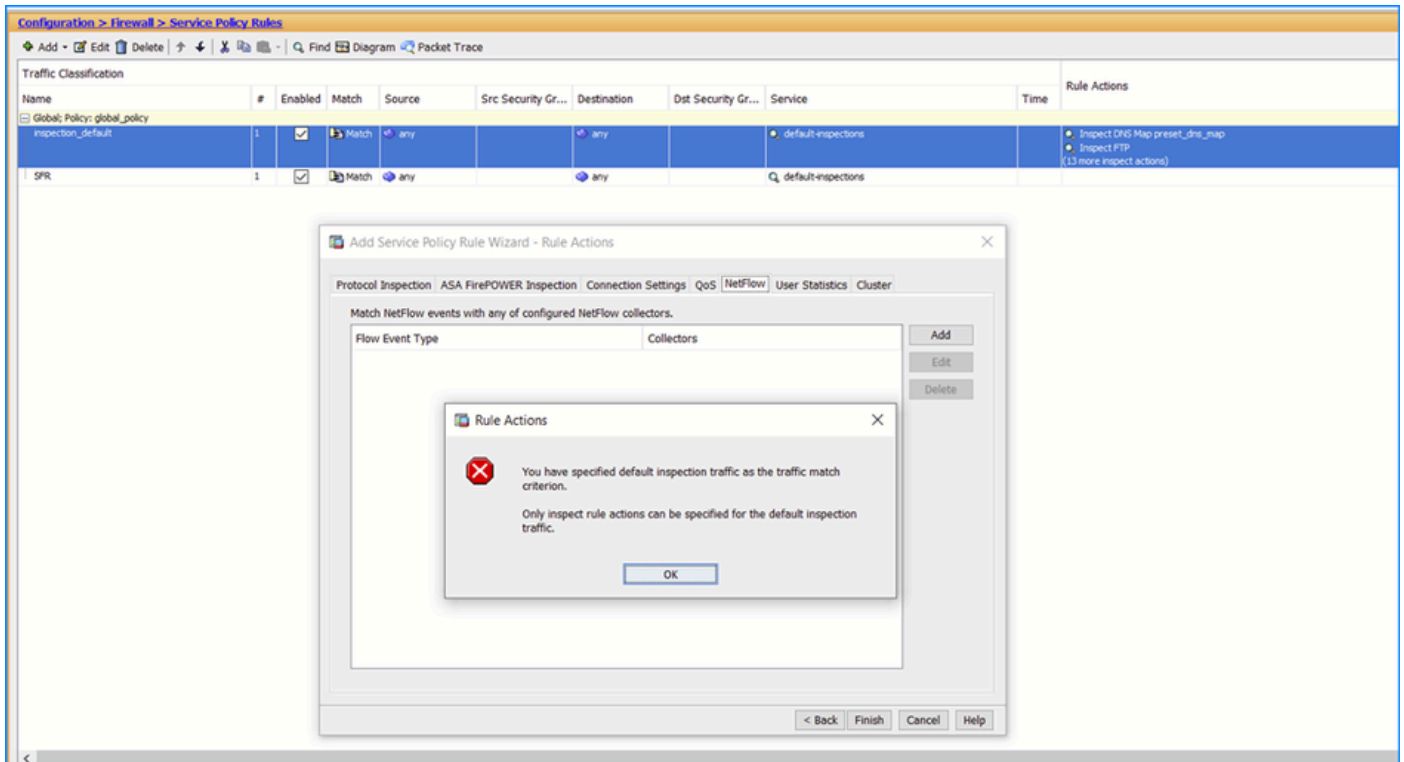 Configuration > Firewall > Service Policy Rules
Add Edit Delete Find Diagram Packet Trace
Traffic Classification
Rule Actions
Name # Enabled Match Source Src Security Gr... Destination Dst Security Gr... Service Time
Global; Policy: global_policy
inspection_default 1 Match any any default-inspections Inspect DNS Map preset_dns_map
Inspect FTP
(13 more inspect actions)
SFR 1 Match any any default-inspections
Add Service Policy Rule Wizard - Rule Actions
Protocol Inspection ASA FirePOWER Inspection Connection Settings QoS NetFlow User Statistics Cluster
Match NetFlow events with any of configured NetFlow collectors.
Flow Event Type Collectors
Add
Edit
Delete
Rule Actions
You have specified default inspection traffic as the traffic match
criterion.
Only inspect rule actions can be specified for the default inspection
traffic.
OK
< Back Finish Cancel Help